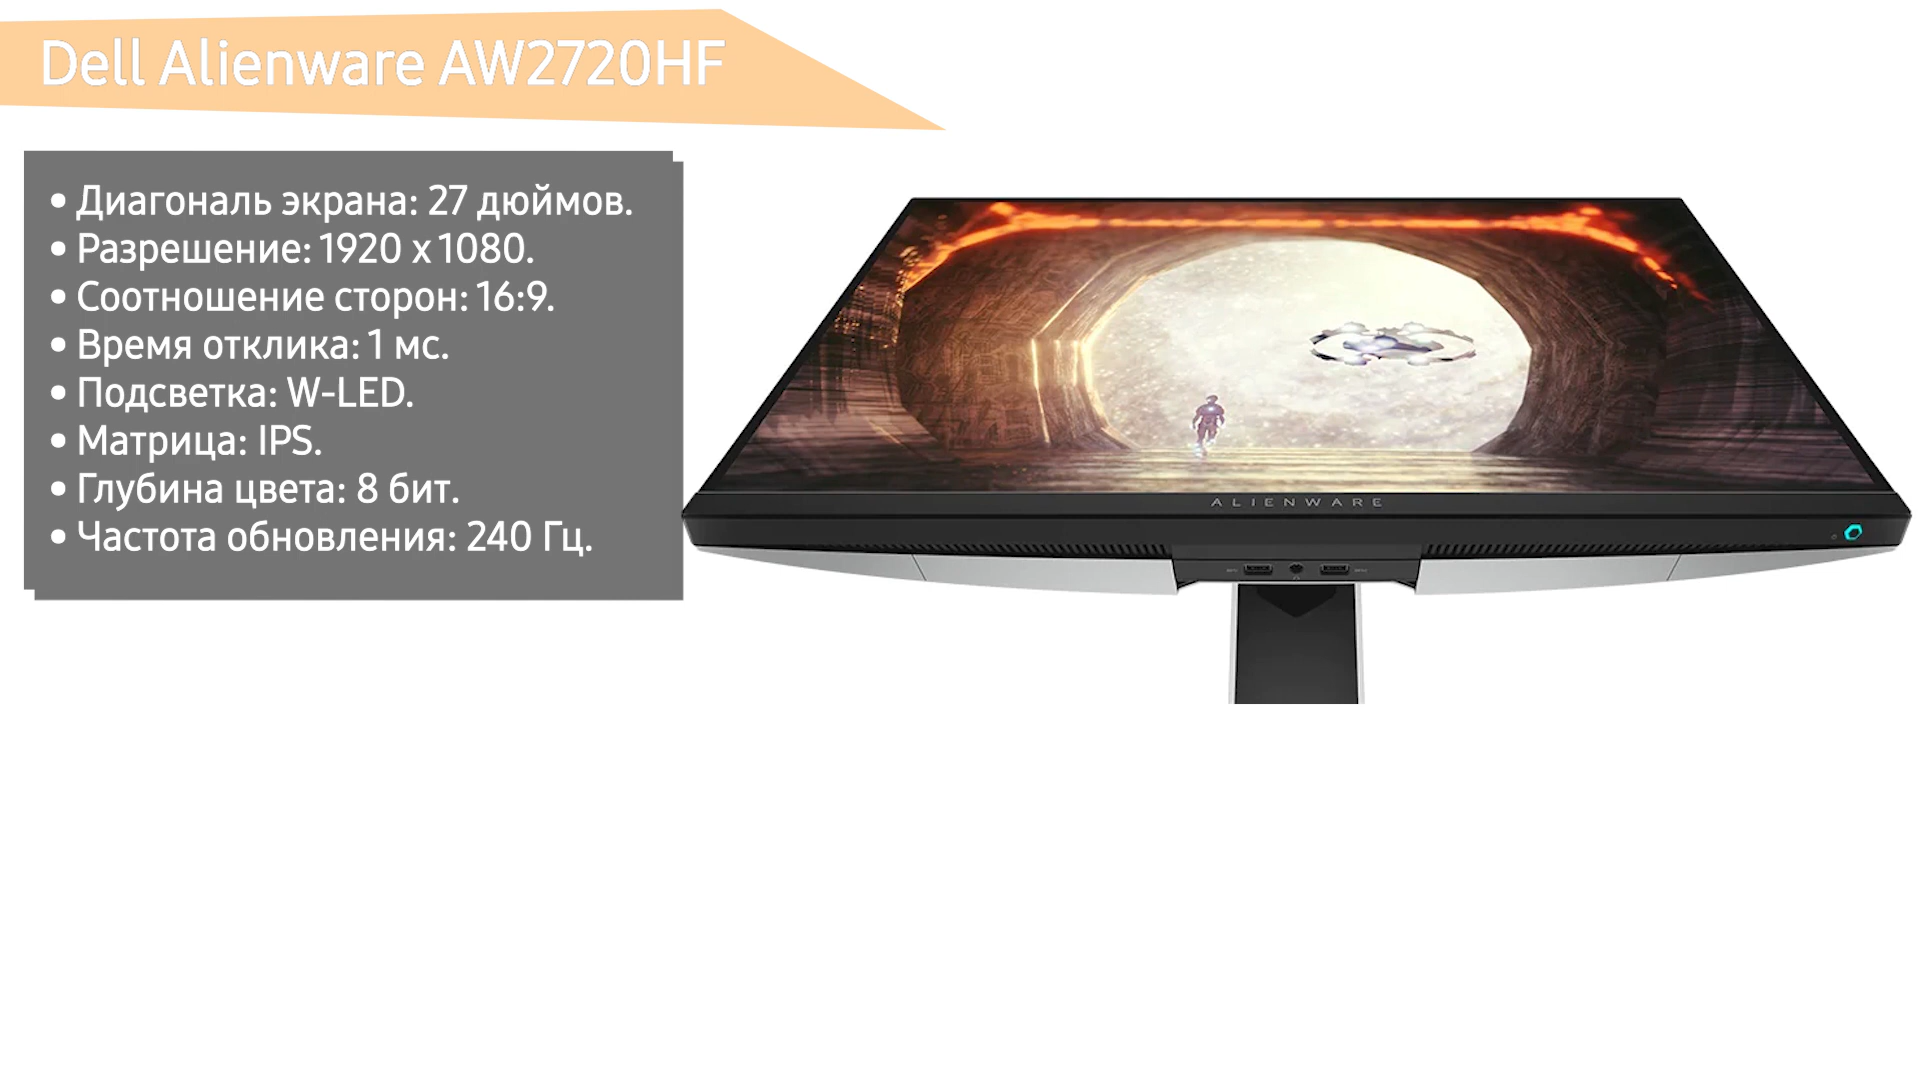 Dell Alienware AW2720HF
• Диагональ экрана: 27 дюймов.
• Разрешение: 1920 x 1080.
• Соотношение сторон: 16:9.
• Время отклика: 1 мс.
• Подсветка: W-LED.
• Матрица: IPS.
• Глубина цвета: 8 бит.
• Частота обновления: 240 Гц.
ALIENWARE